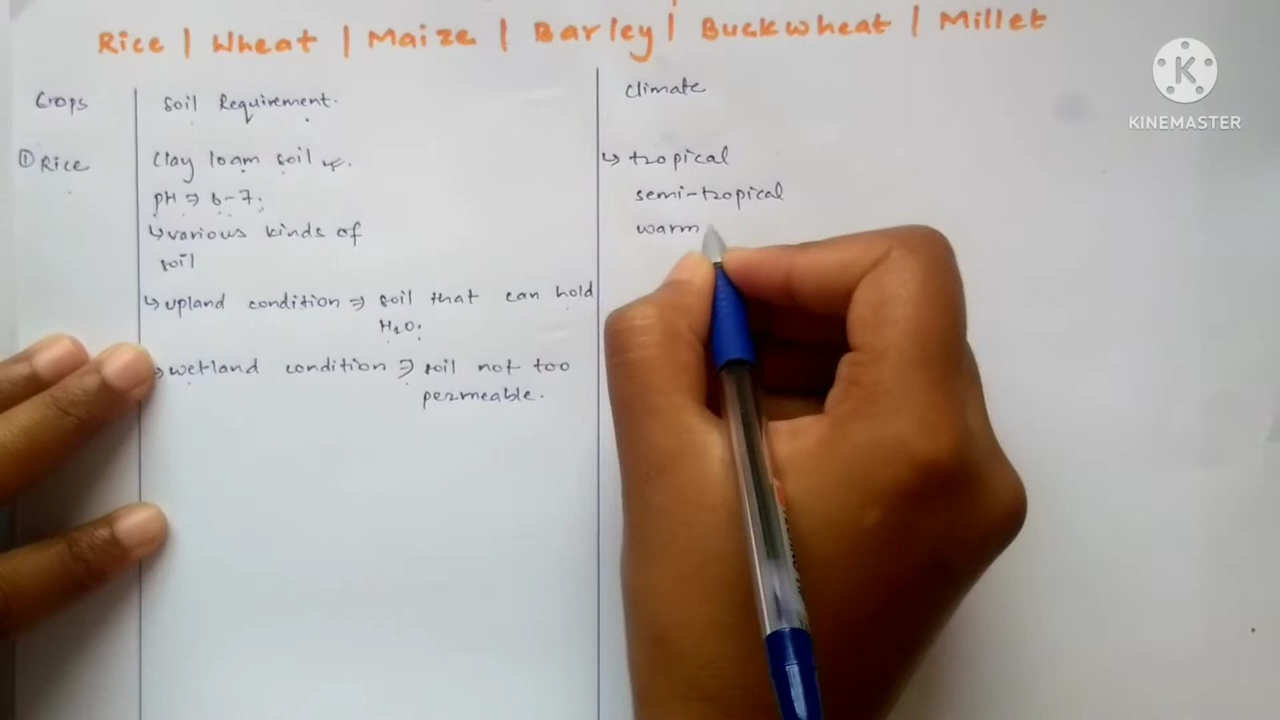 Rice | Wheat | Maize | Barley | Buckwheat | Millet
KINEMASTER
Crops
Soil Requirement.
Climate
① Rice
Clay loam soil
pH ⇒ 6-7.
↳ various kinds of
soil
↳ upland condition ⇒ soil that can hold
H2O.
↳ wetland condition ⇒ soil not too
permeable.
↳ tropical
semi-tropical
warm